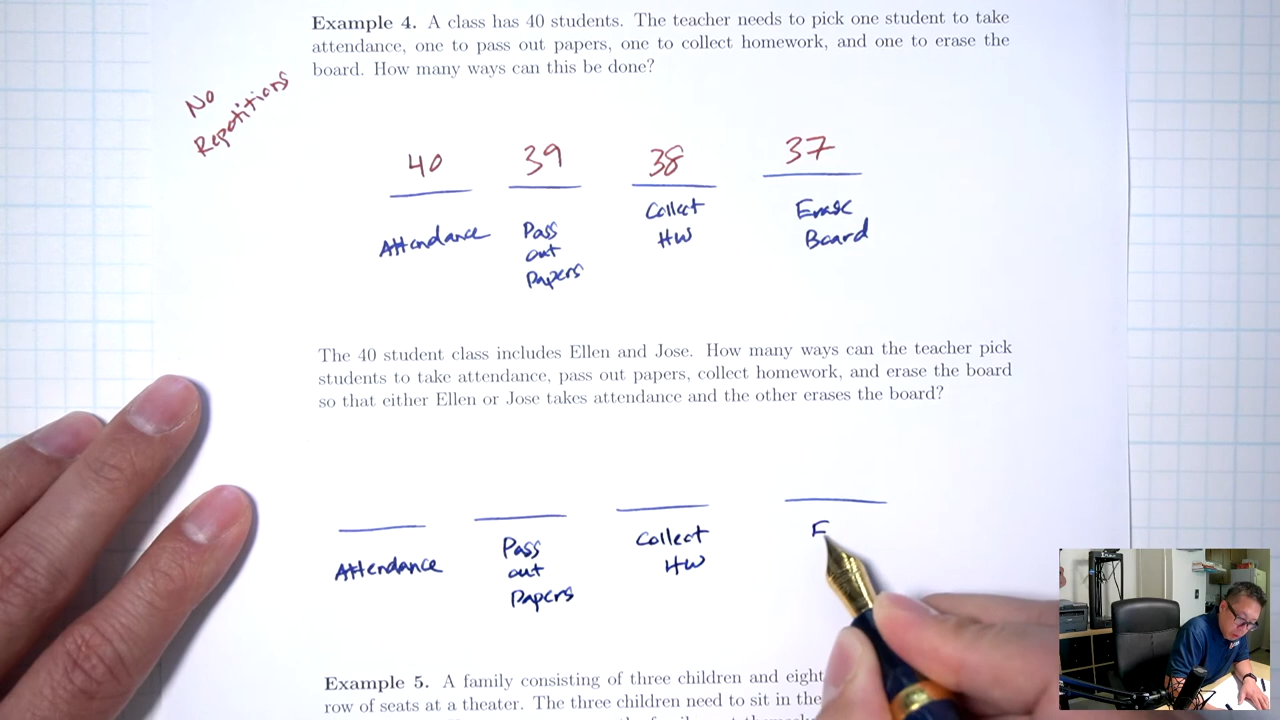 Example 4. A class has 40 students. The teacher needs to pick one student to take
attendance, one to pass out papers, one to collect homework, and one to erase the
board. How many ways can this be done?
No
Repetitions
40 39 38 37
Attendance Pass out Papers Collect HW Erase Board
The 40 student class includes Ellen and Jose. How many ways can the teacher pick
students to take attendance, pass out papers, collect homework, and erase the board
so that either Ellen or Jose takes attendance and the other erases the board?
Attendance Pass out Papers Collect HW E
Example 5. A family consisting of three children and eight
row of seats at a theater. The three children need to sit in the